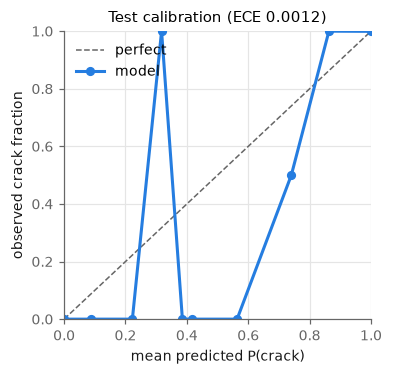 Test calibration (ECE 0.0012)
perfect
model
observed crack fraction
1.0
0.8
0.6
0.4
0.2
0.0
0.0 0.2 0.4 0.6 0.8 1.0
mean predicted P(crack)